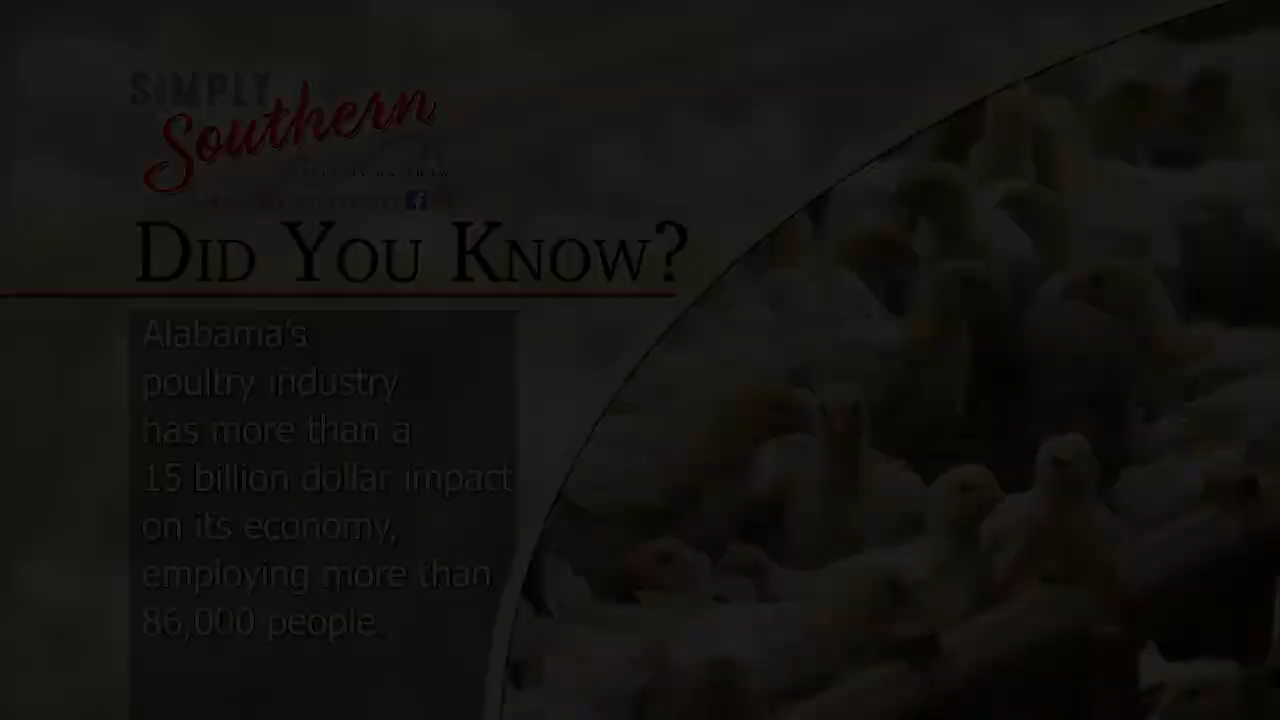 SIMPLY
Southern
DID YOU KNOW?
Alabama's
poultry industry
has more than a
15 billion dollar impact
on its economy,
employing more than
86,000 people.